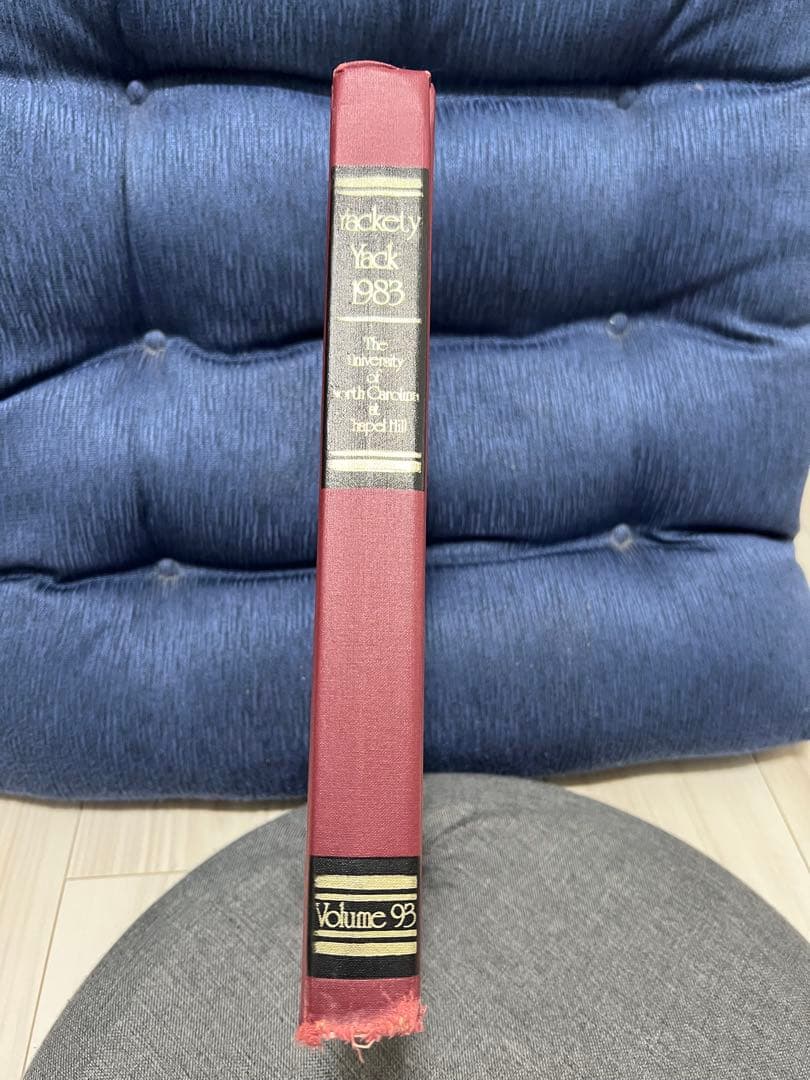 Yackety
Yack
1983
The
University
of
North Carolina
at
Chapel Hill
Volume 93